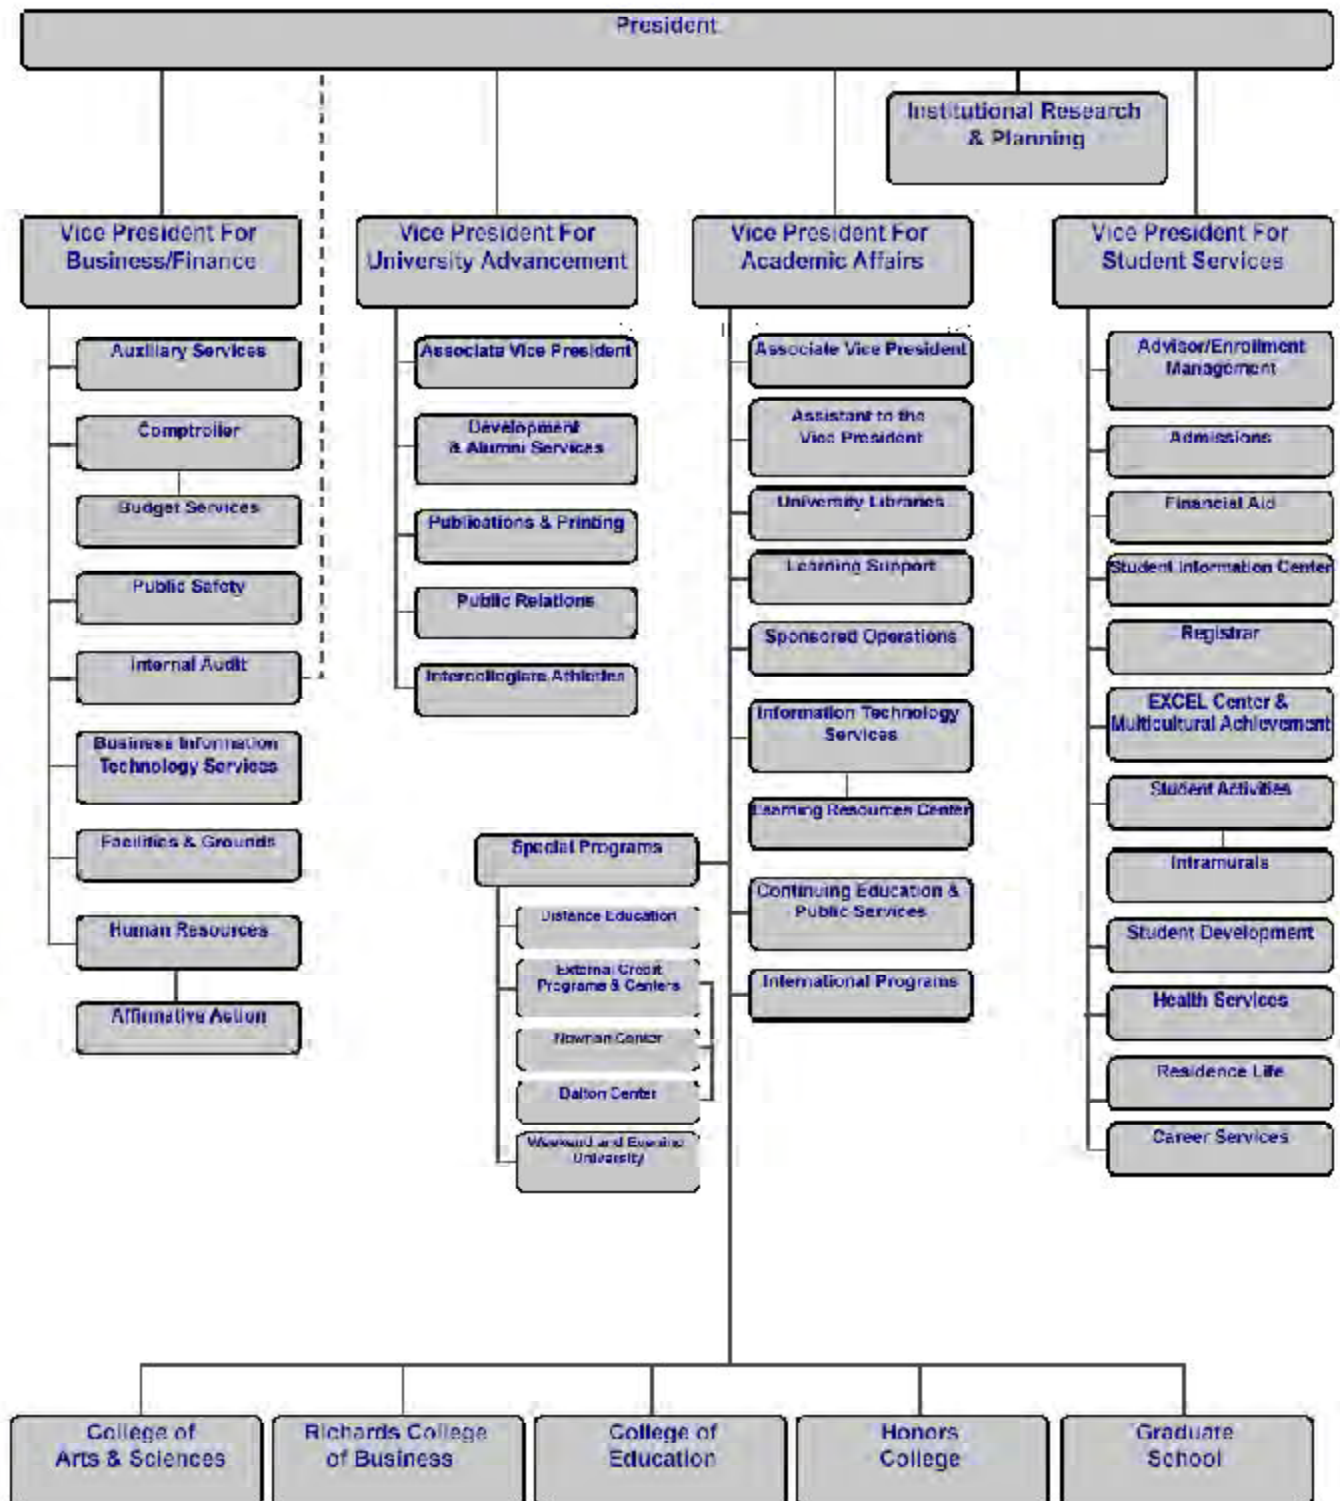 President
Institutional Research
& Planning
Vice President For
Business/Finance
Auxiliary Services
Comptroller
Budget Services
Public Safety
Internal Audit
Business Information
Technology Services
Facilities & Grounds
Human Resources
Affirmative Action
Vice President For
University Advancement
Associate Vice President
Development
& Alumni Services
Publications & Printing
Public Relations
Intercollegiate Athletics
Vice President For
Academic Affairs
Associate Vice President
Assistant to the
Vice President
University Libraries
Learning Support
Sponsored Operations
Information Technology
Services
Learning Resources Center
Continuing Education &
Public Services
International Programs
Special Programs
Distance Education
External Credit
Programs & Centers
Newnan Center
Dalton Center
Weekend and Evening
University
Vice President For
Student Services
Advisor/Enrollment
Management
Admissions
Financial Aid
Student Information Center
Registrar
EXCEL Center &
Multicultural Achievement
Student Activities
Intramurals
Student Development
Health Services
Residence Life
Career Services
College of
Arts & Sciences
Richards College
of Business
College of
Education
Honors
College
Graduate
School